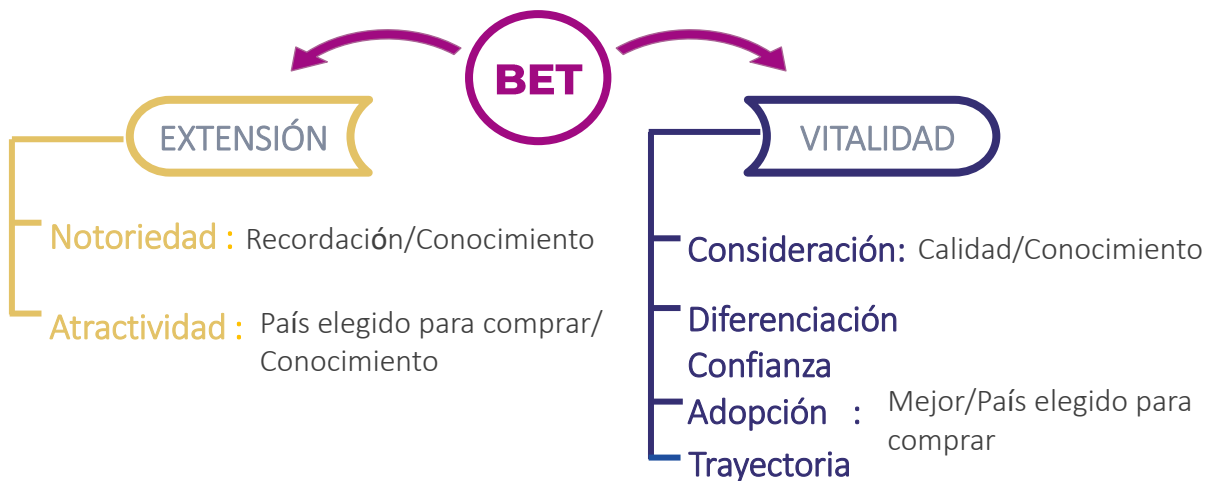 BET
EXTENSIÓN
Notoriedad : Recordación/Conocimiento
Atractividad : País elegido para comprar/
Conocimiento
VITALIDAD
Consideración: Calidad/Conocimiento
Diferenciación
Confianza
Adopción : Mejor/País elegido para
comprar
Trayectoria